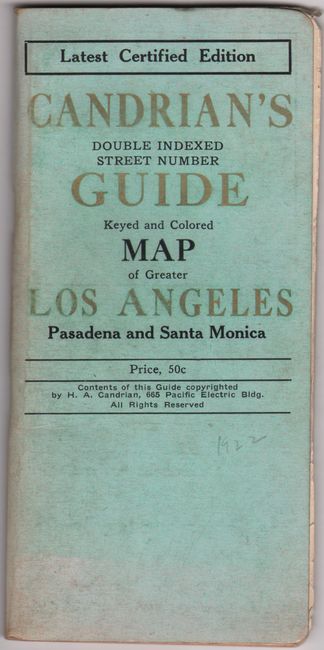 Latest Certified Edition
CANDRIAN'S
DOUBLE INDEXED
STREET NUMBER
GUIDE
Keyed and Colored
MAP
of Greater
LOS ANGELES
Pasadena and Santa Monica
Price, 50c
Contents of this Guide copyrighted
by H. A. Candrian, 665 Pacific Electric Bldg.
All Rights Reserved
1922